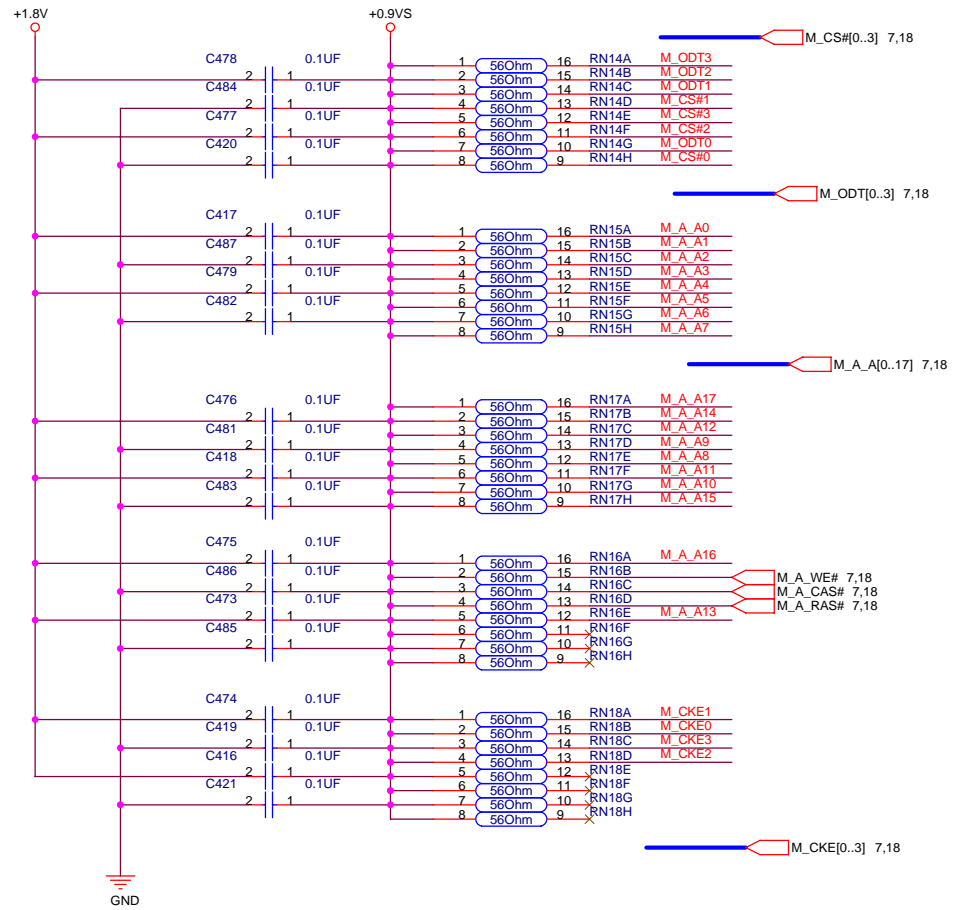 +1.8V +0.9VS
M_CS#[0..3] 7,18
C478 0.1UF
2 1
C484 0.1UF
2 1
C477 0.1UF
2 1
C420 0.1UF
2 1
1 56Ohm 16 RN14A M_ODT3
2 56Ohm 15 RN14B M_ODT2
3 56Ohm 14 RN14C M_ODT1
4 56Ohm 13 RN14D M_CS#1
5 56Ohm 12 RN14E M_CS#3
6 56Ohm 11 RN14F M_CS#2
7 56Ohm 10 RN14G M_ODT0
8 56Ohm 9 RN14H M_CS#0
M_ODT[0..3] 7,18
C417 0.1UF
2 1
C487 0.1UF
2 1
C479 0.1UF
2 1
C482 0.1UF
2 1
1 56Ohm 16 RN15A M_A_A0
2 56Ohm 15 RN15B M_A_A1
3 56Ohm 14 RN15C M_A_A2
4 56Ohm 13 RN15D M_A_A3
5 56Ohm 12 RN15E M_A_A4
6 56Ohm 11 RN15F M_A_A5
7 56Ohm 10 RN15G M_A_A6
8 56Ohm 9 RN15H M_A_A7
M_A_A[0..17] 7,18
C476 0.1UF
2 1
C481 0.1UF
2 1
C418 0.1UF
2 1
C483 0.1UF
2 1
1 56Ohm 16 RN17A M_A_A17
2 56Ohm 15 RN17B M_A_A14
3 56Ohm 14 RN17C M_A_A12
4 56Ohm 13 RN17D M_A_A9
5 56Ohm 12 RN17E M_A_A8
6 56Ohm 11 RN17F M_A_A11
7 56Ohm 10 RN17G M_A_A10
8 56Ohm 9 RN17H M_A_A15
C475 0.1UF
2 1
C486 0.1UF
2 1
C473 0.1UF
2 1
C485 0.1UF
2 1
1 56Ohm 16 RN16A M_A_A16
2 56Ohm 15 RN16B M_A_WE# 7,18
3 56Ohm 14 RN16C M_A_CAS# 7,18
4 56Ohm 13 RN16D M_A_RAS# 7,18
5 56Ohm 12 RN16E M_A_A13
6 56Ohm 11 RN16F
7 56Ohm 10 RN16G
8 56Ohm 9 RN16H
C474 0.1UF
2 1
C419 0.1UF
2 1
C416 0.1UF
2 1
C421 0.1UF
2 1
1 56Ohm 16 RN18A M_CKE1
2 56Ohm 15 RN18B M_CKE0
3 56Ohm 14 RN18C M_CKE3
4 56Ohm 13 RN18D M_CKE2
5 56Ohm 12 RN18E
6 56Ohm 11 RN18F
7 56Ohm 10 RN18G
8 56Ohm 9 RN18H
M_CKE[0..3] 7,18
GND